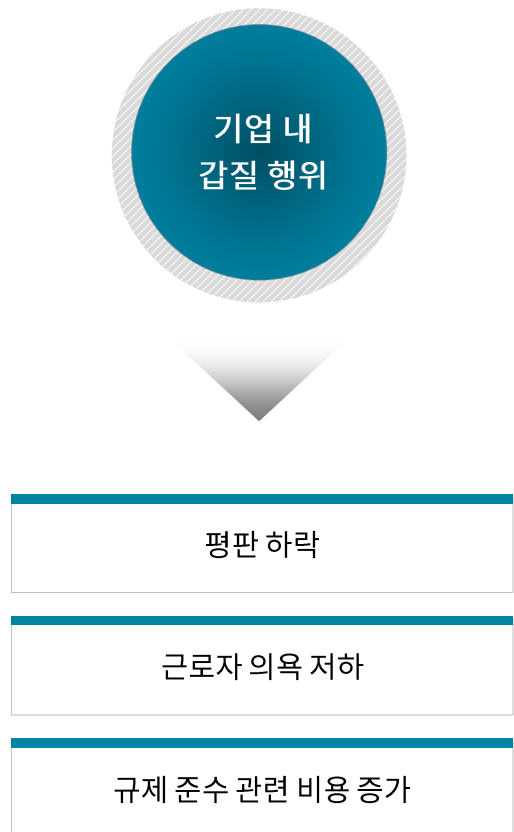 기업 내
갑질 행위
평판 하락
근로자 의욕 저하
규제 준수 관련 비용 증가